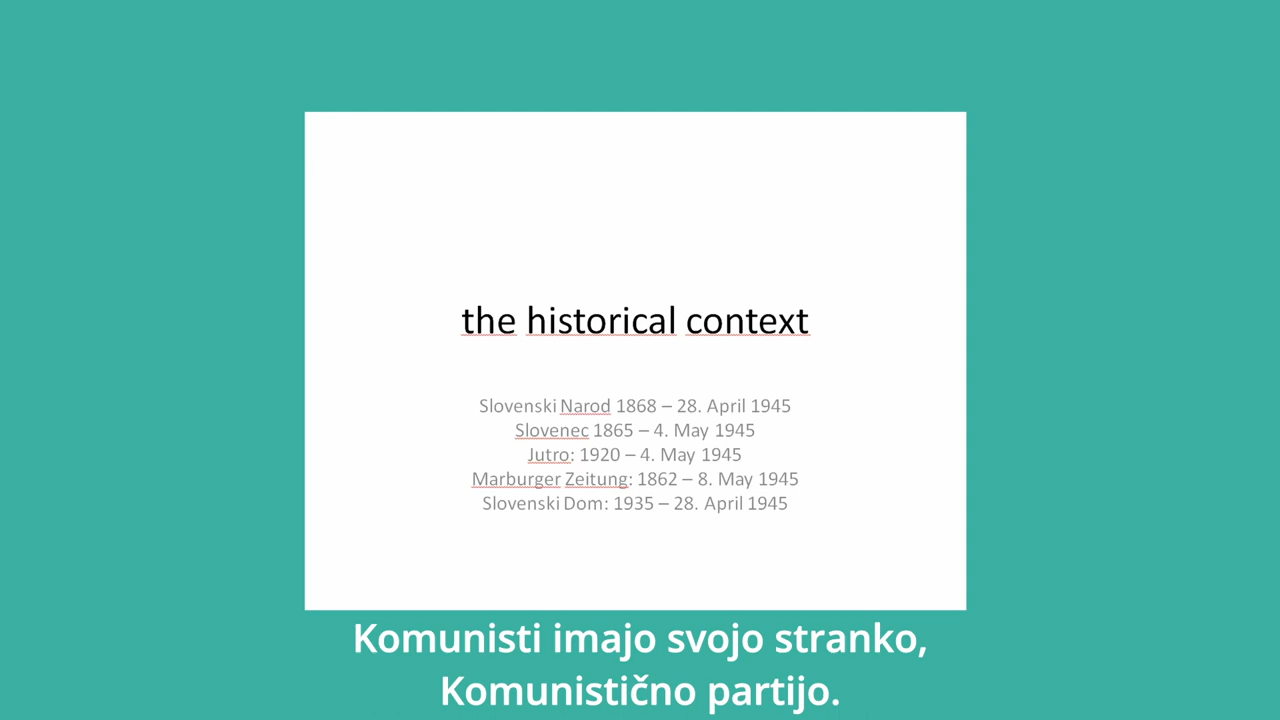 the historical context
Slovenski Narod 1868 – 28. April 1945
Slovenec 1865 – 4. May 1945
Jutro: 1920 – 4. May 1945
Marburger Zeitung: 1862 – 8. May 1945
Slovenski Dom: 1935 – 28. April 1945
Komunisti imajo svojo stranko,
Komunistično partijo.